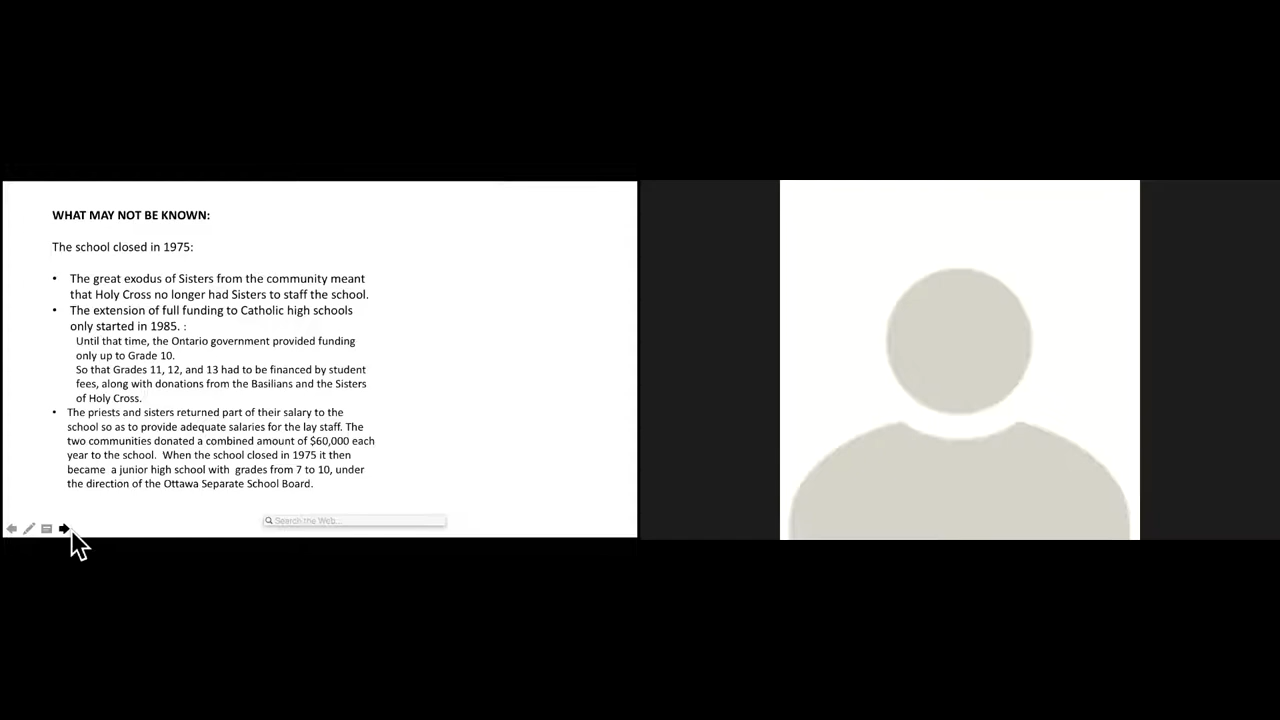 WHAT MAY NOT BE KNOWN:
The school closed in 1975:
• The great exodus of Sisters from the community meant
that Holy Cross no longer had Sisters to staff the school.
• The extension of full funding to Catholic high schools
only started in 1985. :
Until that time, the Ontario government provided funding
only up to Grade 10.
So that Grades 11, 12, and 13 had to be financed by student
fees, along with donations from the Basilians and the Sisters
of Holy Cross.
• The priests and sisters returned part of their salary to the
school so as to provide adequate salaries for the lay staff. The
two communities donated a combined amount of $60,000 each
year to the school. When the school closed in 1975 it then
became a junior high school with grades from 7 to 10, under
the direction of the Ottawa Separate School Board.
Search the Web...